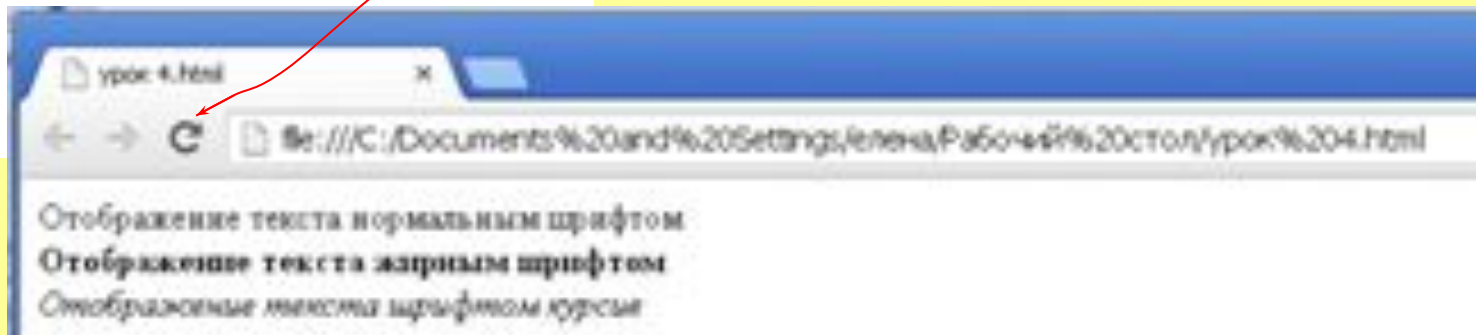 урок 4.html
file:///C:/Documents%20and%20Settings/елена/Рабочий%20стол/урок%204.html
Отображение текста нормальным шрифтом
Отображение текста жирным шрифтом
Отображение текста шрифтом курсив